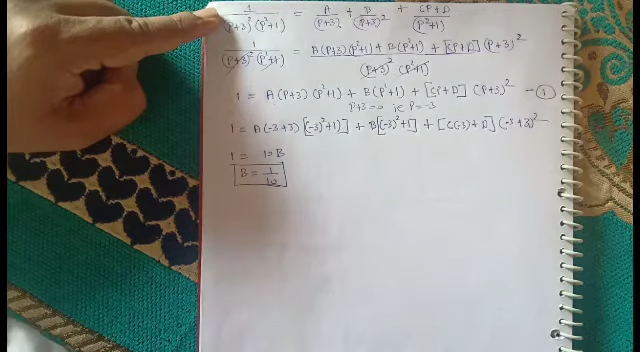 1/((P+3)²(P²+1)) = A/(P+3) + B/(P+3)² + (CP+D)/(P²+1)
1/((P+3)²(P²+1)) = (A(P+3)(P²+1) + B(P²+1) + [CP+D](P+3)²)/((P+3)²(P²+1))
1 = A(P+3)(P²+1) + B(P²+1) + [CP+D](P+3)² - ①
P+3=0 ie P=-3
1 = A(-3+3)[(-3)²+1)] + B[(-3)²+1] + [C(-3)+D](-3+3)²
1 = 10B
B = 1/10